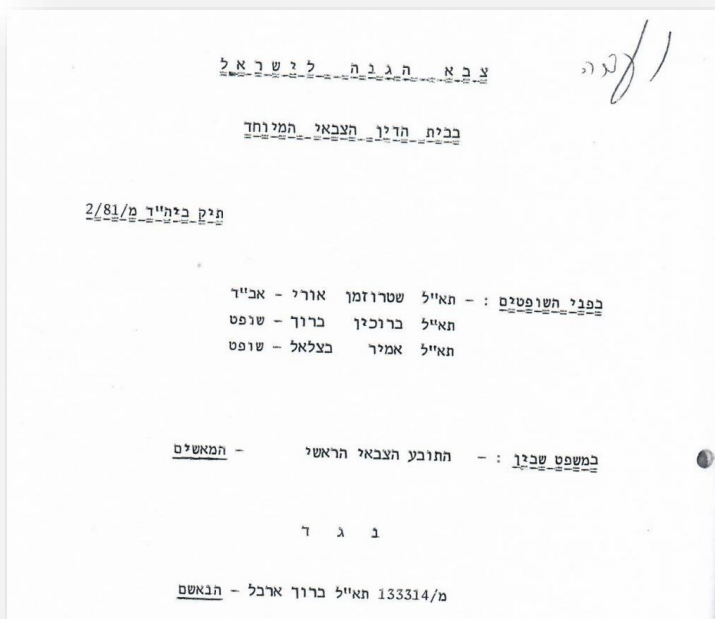 צבא הגנה לישראל
בבית הדין הצבאי המיוחד
תיק ביה"ד מ/2/81
בפני השופטים : - תא"ל שטרוזמן אורי - אב"ד
תא"ל ברוכין ברוך - שופט
תא"ל אמיר בצלאל - שופט
במשפט שבין : - התובע הצבאי הראשי - המאשים
נגד
מ/133314 תא"ל ברוך ארבל - הנאשם